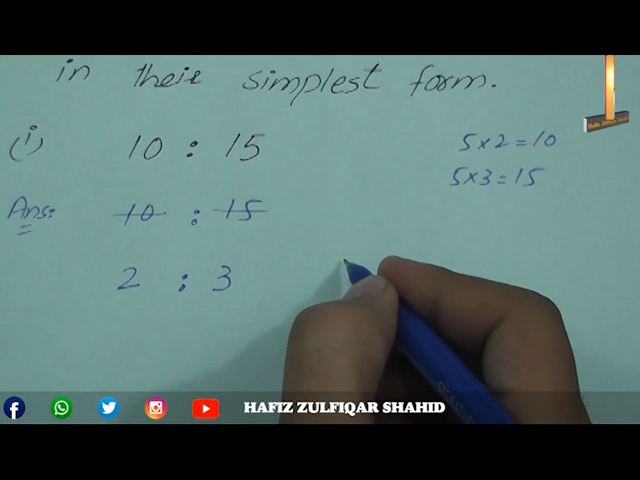 in their simplest form.
(i) 10 : 15
5×2=10
5×3=15
Ans: 10 : 15
2 : 3
HAFIZ ZULFIQAR SHAHID